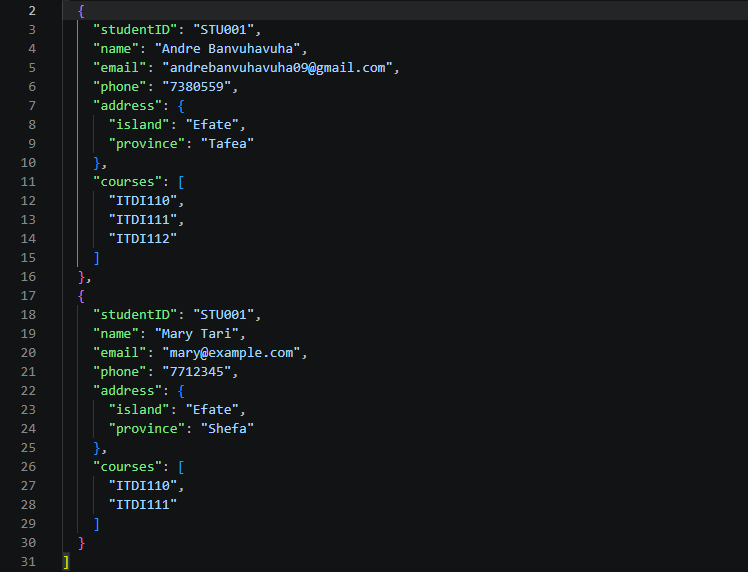 2 {
3 "studentID": "STU001",
4 "name": "Andre Banvuhavuha",
5 "email": "andrebanvuhavuha09@gmail.com",
6 "phone": "7380559",
7 "address": {
8 "island": "Efate",
9 "province": "Tafea"
10 },
11 "courses": [
12 "ITDI110",
13 "ITDI111",
14 "ITDI112"
15 ]
16 },
17 {
18 "studentID": "STU001",
19 "name": "Mary Tari",
20 "email": "mary@example.com",
21 "phone": "7712345",
22 "address": {
23 "island": "Efate",
24 "province": "Shefa"
25 },
26 "courses": [
27 "ITDI110",
28 "ITDI111"
29 ]
30 }
31 ]